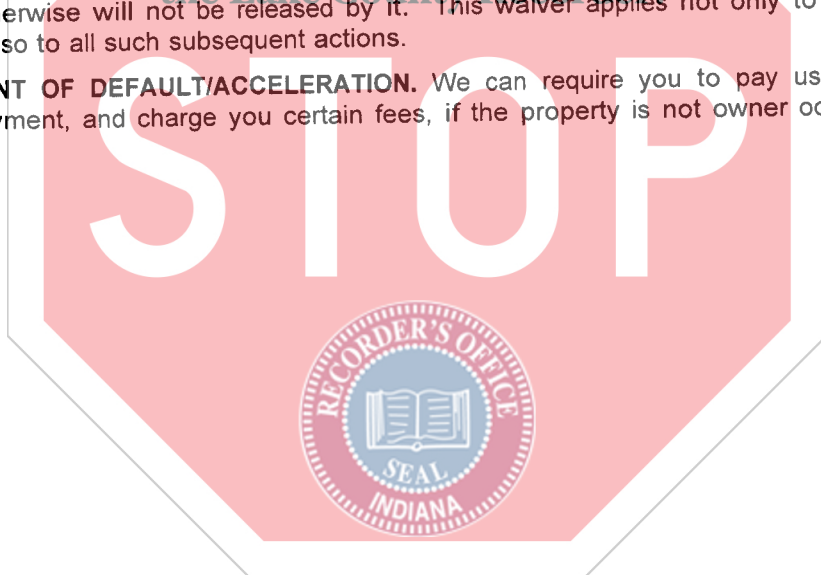 erwise will not be released by it. This waiver applies not only to
so to all such subsequent actions.
NT OF DEFAULT/ACCELERATION. We can require you to pay us
ment, and charge you certain fees, if the property is not owner oc
STOP
RECORDER'S OFFICE
SEAL
INDIANA